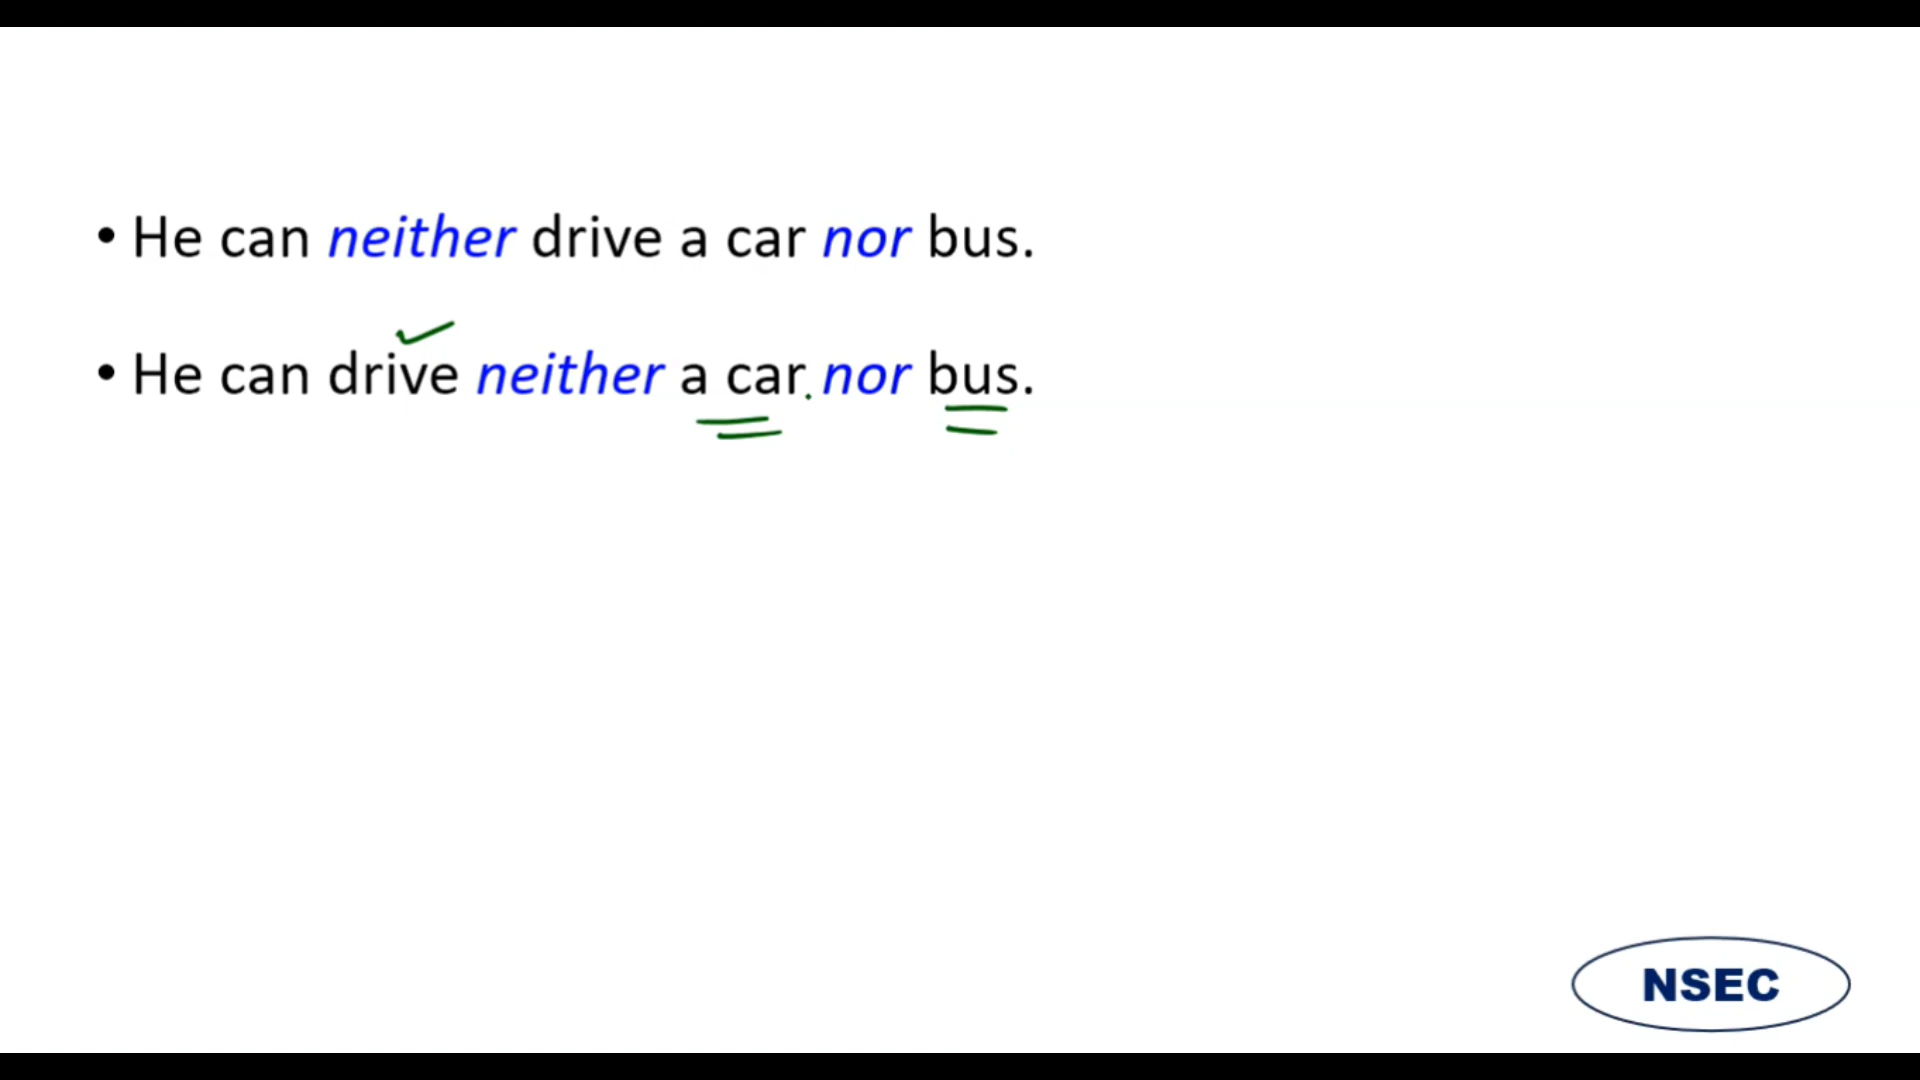 • He can neither drive a car nor bus.
• He can drive neither a car nor bus.
NSEC